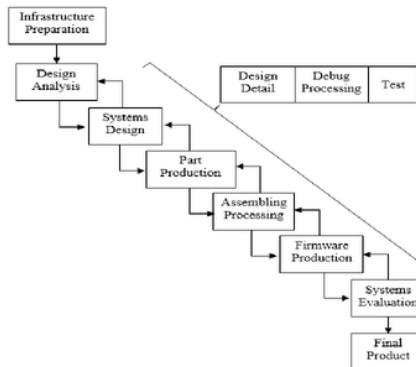 Infrastructure
Preparation
Design
Analysis
Design
Detail
Debug
Processing
Test
Systems
Design
Part
Production
Assembling
Processing
Firmware
Production
Systems
Evaluation
Final
Product